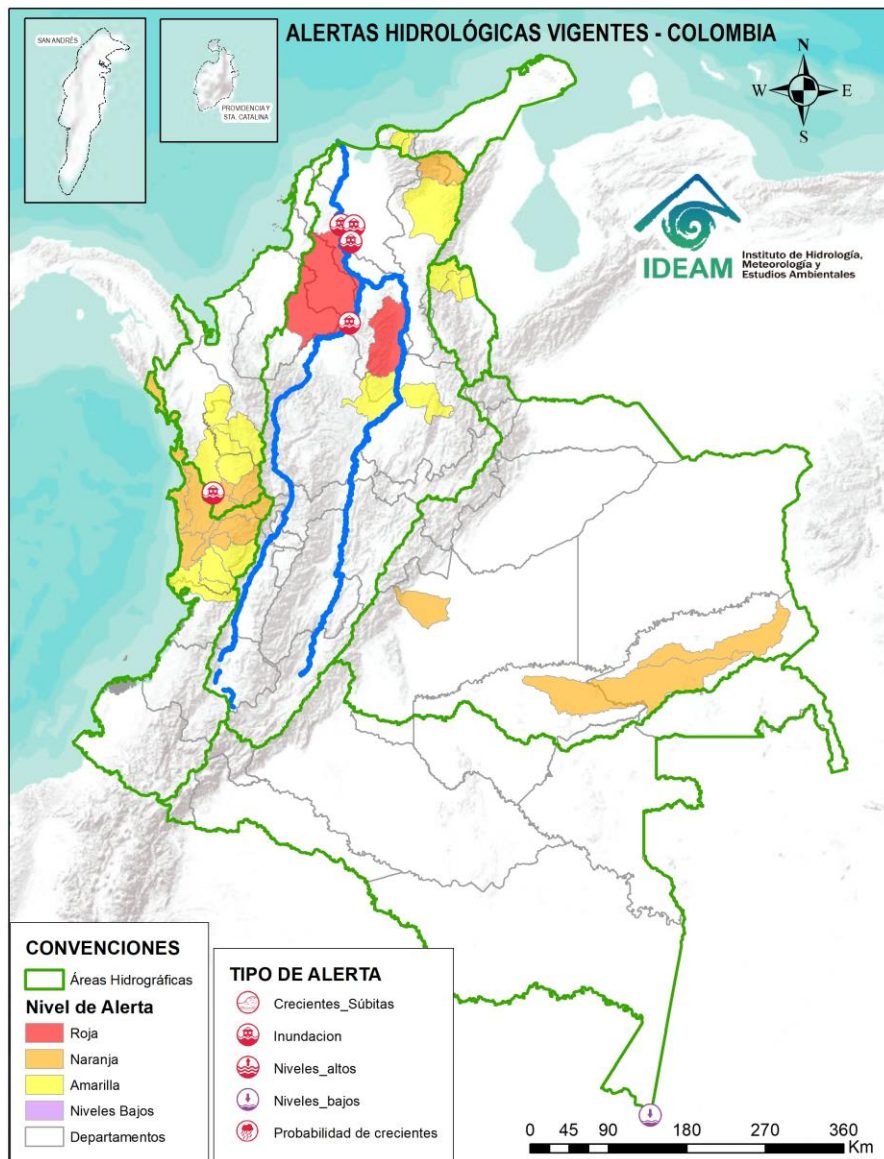 ALERTAS HIDROLÓGICAS VIGENTES - COLOMBIA
SAN ANDRÉS
PROVIDENCIA Y
STA. CATALINA
N
W
E
S
IDEAM
Instituto de Hidrología,
Meteorología y
Estudios Ambientales
CONVENCIONES
Áreas Hidrográficas
Nivel de Alerta
Roja
Naranja
Amarilla
Niveles Bajos
Departamentos
TIPO DE ALERTA
Crecientes_Súbitas
Inundacion
Niveles_altos
Niveles_bajos
Probabilidad de crecientes
0 45 90 180 270 360
Km